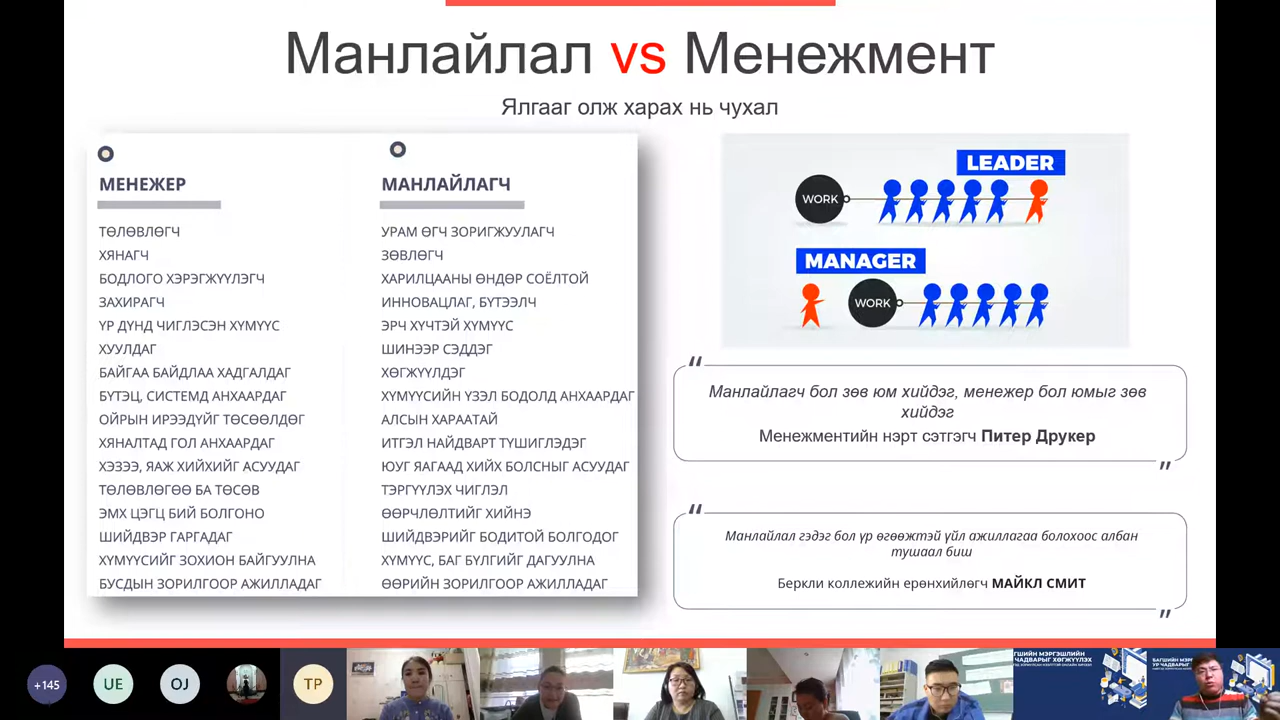 Манлайлал vs Менежмент
Ялгааг олж харах нь чухал
МЕНЕЖЕР
ТӨЛӨВЛӨГЧ
ХЯНАГЧ
БОДЛОГО ХЭРЭГЖҮҮЛЭГЧ
ЗАХИРАГЧ
ҮР ДҮНД ЧИГЛЭСЭН ХҮМҮҮС
ХУУЛДАГ
БАЙГАА БАЙДЛАА ХАДГАЛДАГ
БҮТЭЦ, СИСТЕМД АНХААРДАГ
ОЙРЫН ИРЭЭДҮЙГ ТӨСӨӨЛДӨГ
ХЯНАЛТАД ГОЛ АНХААРДАГ
ХЭЗЭЭ, ЯАЖ ХИЙХИЙГ АСУУДАГ
ТӨЛӨВЛӨГӨӨ БА ТӨСӨВ
ЭМХ ЦЭГЦ БИЙ БОЛГОНО
ШИЙДВЭР ГАРГАДАГ
ХҮМҮҮСИЙГ ЗОХИОН БАЙГУУЛНА
БУСДЫН ЗОРИЛГООР АЖИЛЛАДАГ
МАНЛАЙЛАГЧ
УРАМ ӨГЧ ЗОРИГЖУУЛАГЧ
ЗӨВЛӨГЧ
ХАРИЛЦААНЫ ӨНДӨР СОЁЛТОЙ
ИННОВАЦЛАГ, БҮТЭЭЛЧ
ЭРЧ ХҮЧТЭЙ ХҮМҮҮС
ШИНЭЭР СЭДДЭГ
ХӨГЖҮҮЛДЭГ
ХҮМҮҮСИЙН ҮЗЭЛ БОДОЛД АНХААРДАГ
АЛСЫН ХАРААТАЙ
ИТГЭЛ НАЙДВАРТ ТҮШИГЛЭДЭГ
ЮУГ ЯАГААД ХИЙХ БОЛСНЫГ АСУУДАГ
ТЭРГҮҮЛЭХ ЧИГЛЭЛ
ӨӨРЧЛӨЛТИЙГ ХИЙНЭ
ШИЙДВЭРИЙГ БОДИТОЙ БОЛГОДОГ
ХҮМҮҮС, БАГ БҮЛГИЙГ ДАГУУЛНА
ӨӨРИЙН ЗОРИЛГООР АЖИЛЛАДАГ
LEADER
WORK
MANAGER
WORK
“
Манлайлагч бол зөв юм хийдэг, менежер бол юмыг зөв
хийдэг
Менежментийн нэрт сэтгэгч Питер Друкер
”
“
Манлайлал гэдэг бол үр өгөөжтэй үйл ажиллагаа болохоос албан
тушаал биш
Беркли коллежийн ерөнхийлөгч МАЙКЛ СМИТ
”
+145
UE
OJ
TP